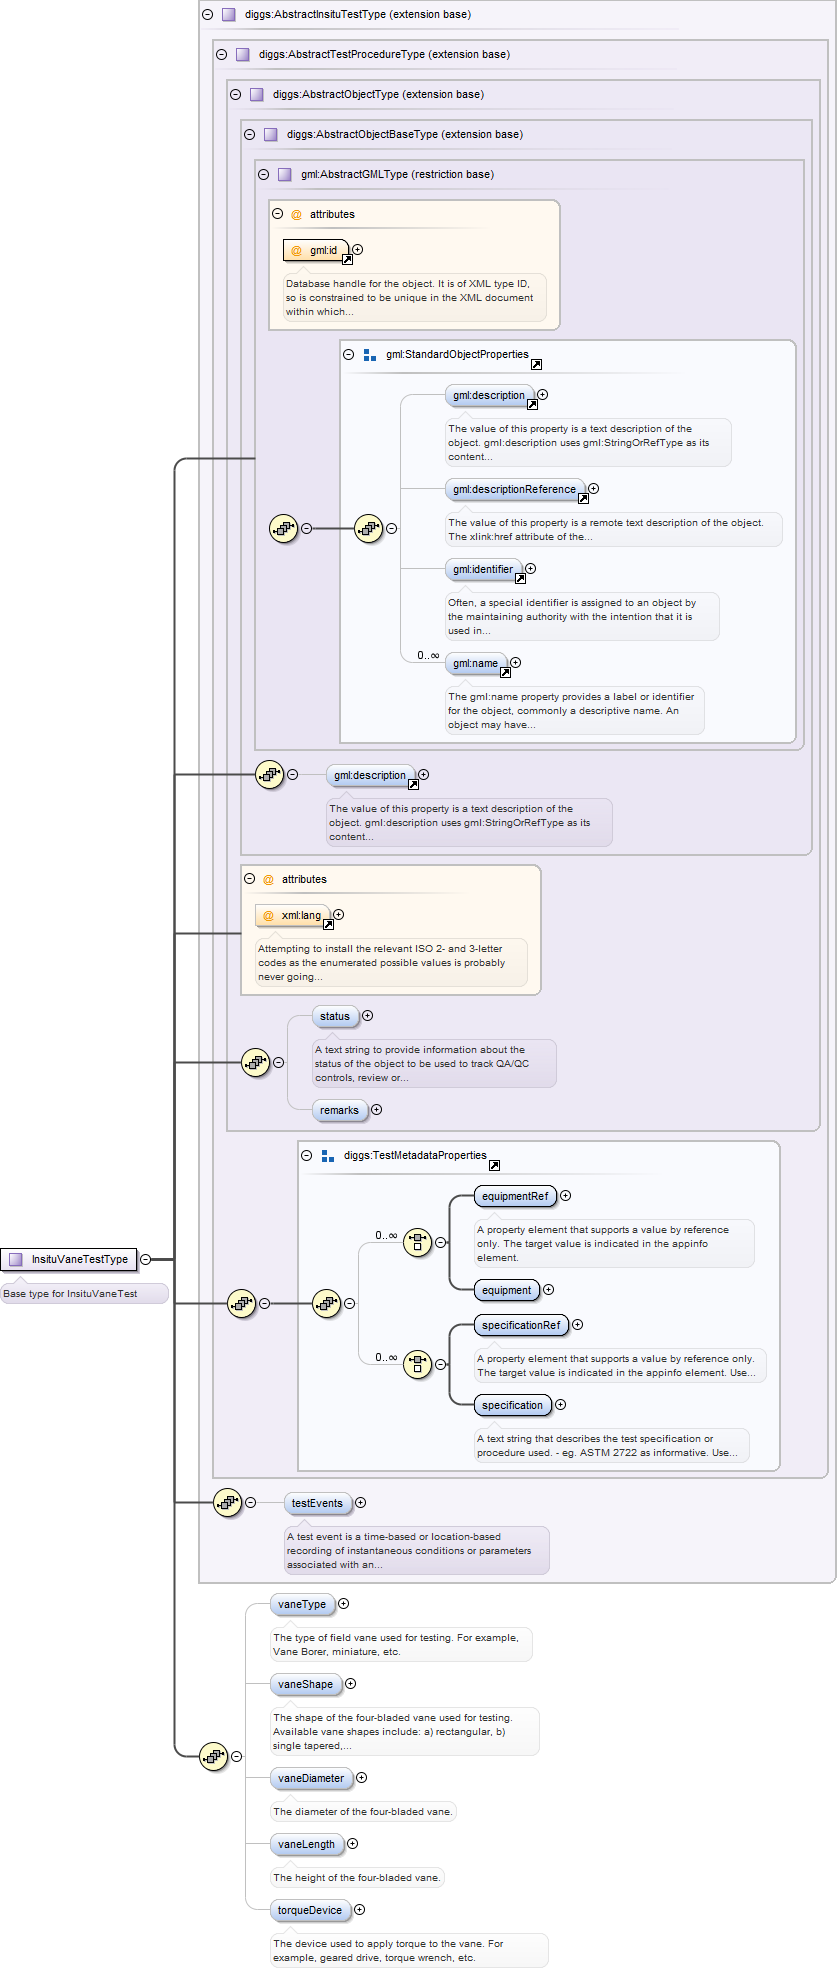 diggs:AbstractInsituTestType (extension base)
diggs:AbstractTestProcedureType (extension base)
diggs:AbstractObjectType (extension base)
diggs:AbstractObjectBaseType (extension base)
gml:AbstractGMLType (restriction base)
@ attributes
@ gml:id
Database handle for the object. It is of XML type ID,
so is constrained to be unique in the XML document
within which...
gml:StandardObjectProperties
gml:description
The value of this property is a text description of the
object. gml:description uses gml:StringOrRefType as its
content...
gml:descriptionReference
The value of this property is a remote text description of the object.
The xlink:href attribute of the...
gml:identifier
Often, a special identifier is assigned to an object by
the maintaining authority with the intention that it is
used in...
0..∞
gml:name
The gml:name property provides a label or identifier
for the object, commonly a descriptive name. An
object may have...
gml:description
The value of this property is a text description of the
object. gml:description uses gml:StringOrRefType as its
content...
@ attributes
@ xml:lang
Attempting to install the relevant ISO 2- and 3-letter
codes as the enumerated possible values is probably
never going...
status
A text string to provide information about the
status of the object to be used to track QA/QC
controls, review or...
remarks
diggs:TestMetadataProperties
equipmentRef
0..∞
A property element that supports a value by reference
only. The target value is indicated in the appinfo
element.
InsituVaneTestType
Base type for InsituVaneTest
equipment
specificationRef
0..∞
A property element that supports a value by reference only.
The target value is indicated in the appinfo element. Use...
specification
A text string that describes the test specification or
procedure used. - eg. ASTM 2722 as informative. Use...
testEvents
A test event is a time-based or location-based
recording of instantaneous conditions or parameters
associated with an...
vaneType
The type of field vane used for testing. For example,
Vane Borer, miniature, etc.
vaneShape
The shape of the four-bladed vane used for testing.
Available vane shapes include: a) rectangular, b)
single tapered,...
vaneDiameter
The diameter of the four-bladed vane.
vaneLength
The height of the four-bladed vane.
torqueDevice
The device used to apply torque to the vane. For
example, geared drive, torque wrench, etc.